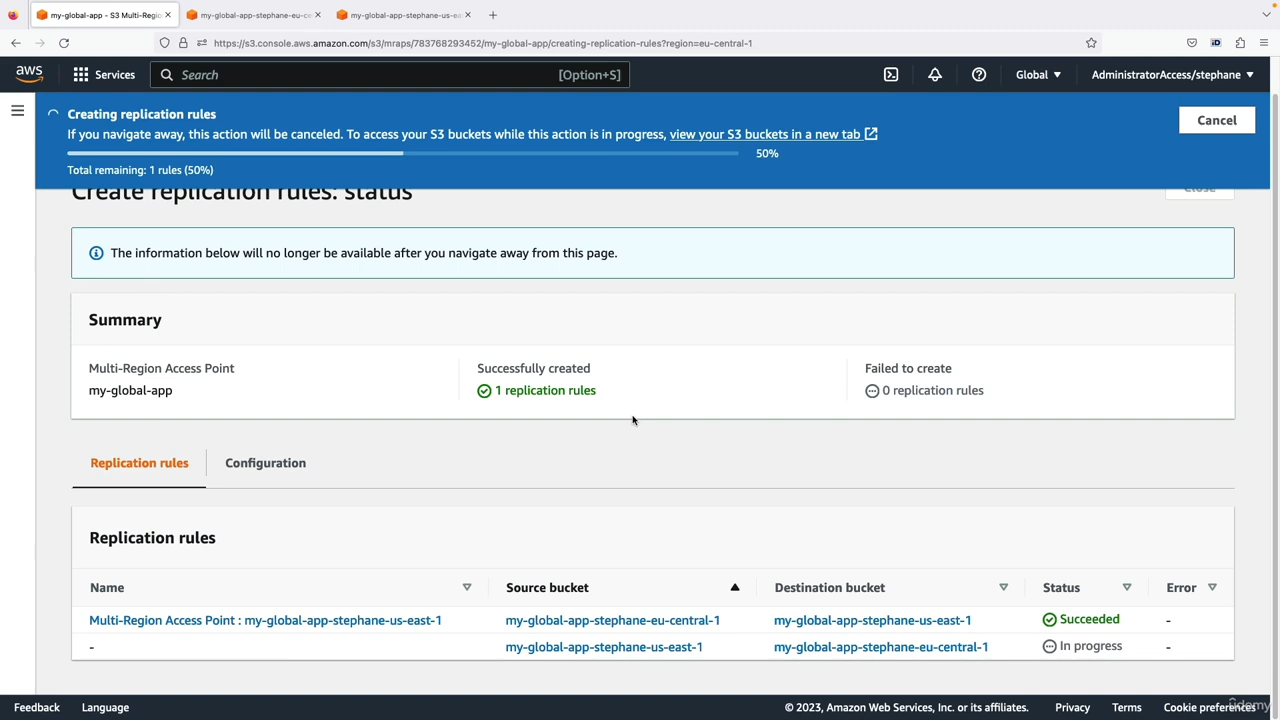 my-global-app - S3 Multi-Regio
my-global-app-stephane-eu-ce
my-global-app-stephane-us-ea
https://s3.console.aws.amazon.com/s3/mraps/783768293452/my-global-app/creating-replication-rules?region=eu-central-1
aws
Services
Search
[Option+S]
Global
AdministratorAccess/stephane
Creating replication rules
If you navigate away, this action will be canceled. To access your S3 buckets while this action is in progress, view your S3 buckets in a new tab
Cancel
50%
Total remaining: 1 rules (50%)
Create replication rules: status
Close
The information below will no longer be available after you navigate away from this page.
Summary
Multi-Region Access Point
my-global-app
Successfully created
1 replication rules
Failed to create
0 replication rules
Replication rules
Configuration
Replication rules
Name Source bucket Destination bucket Status Error
Multi-Region Access Point : my-global-app-stephane-us-east-1 my-global-app-stephane-eu-central-1 my-global-app-stephane-us-east-1 Succeeded -
- my-global-app-stephane-us-east-1 my-global-app-stephane-eu-central-1 In progress -
Feedback
Language
© 2023, Amazon Web Services, Inc. or its affiliates.
Privacy
Terms
Cookie preferences
udemy